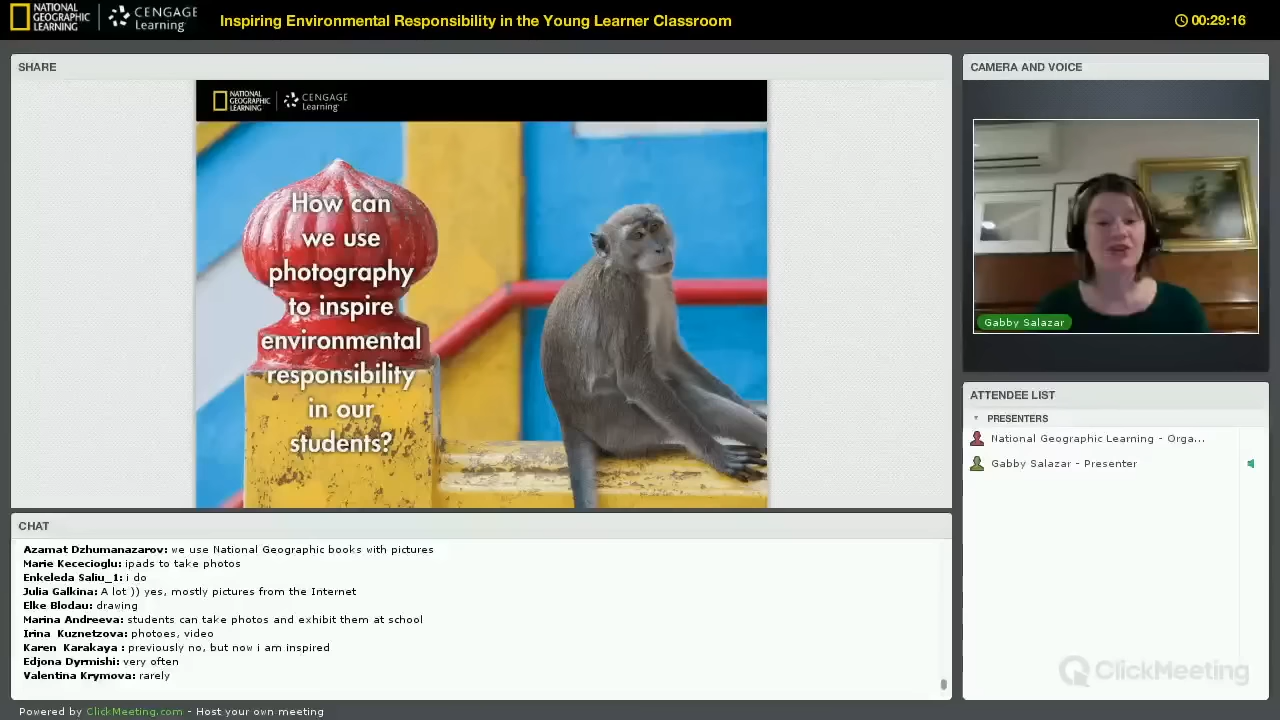 NATIONAL
GEOGRAPHIC
LEARNING
CENGAGE
Learning
Inspiring Environmental Responsibility in the Young Learner Classroom
00:29:16
SHARE
NATIONAL
GEOGRAPHIC
LEARNING
CENGAGE
Learning
How can
we use
photography
to inspire
environmental
responsibility
in our
students?
CAMERA AND VOICE
Gabby Salazar
ATTENDEE LIST
PRESENTERS
National Geographic Learning - Orga...
Gabby Salazar - Presenter
CHAT
Azamat Dzhumanazarov: we use National Geographic books with pictures
Marie Kececioglu: ipads to take photos
Enkeleda Saliu_1: i do
Julia Galkina: A lot )) yes, mostly pictures from the Internet
Elke Blodau: drawing
Marina Andreeva: students can take photos and exhibit them at school
Irina Kuznetzova: photoes, video
Karen Karakaya : previously no, but now i am inspired
Edjona Dyrmishi: very often
Valentina Krymova: rarely
ClickMeeting
Powered by ClickMeeting.com - Host your own meeting